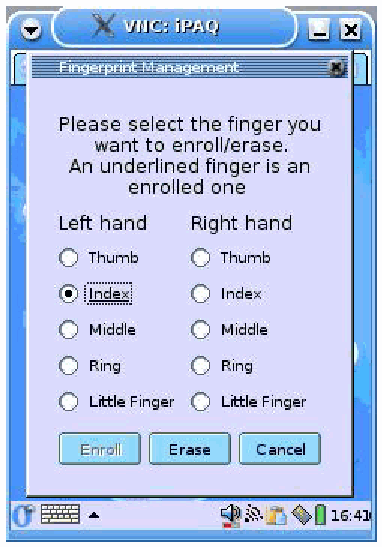 VNC: iPAQ
Fingerprint Management
Please select the finger you
want to enroll/erase.
An underlined finger is an
enrolled one
Left hand Right hand
Thumb Thumb
Index Index
Middle Middle
Ring Ring
Little Finger Little Finger
Enroll Erase Cancel
16:41